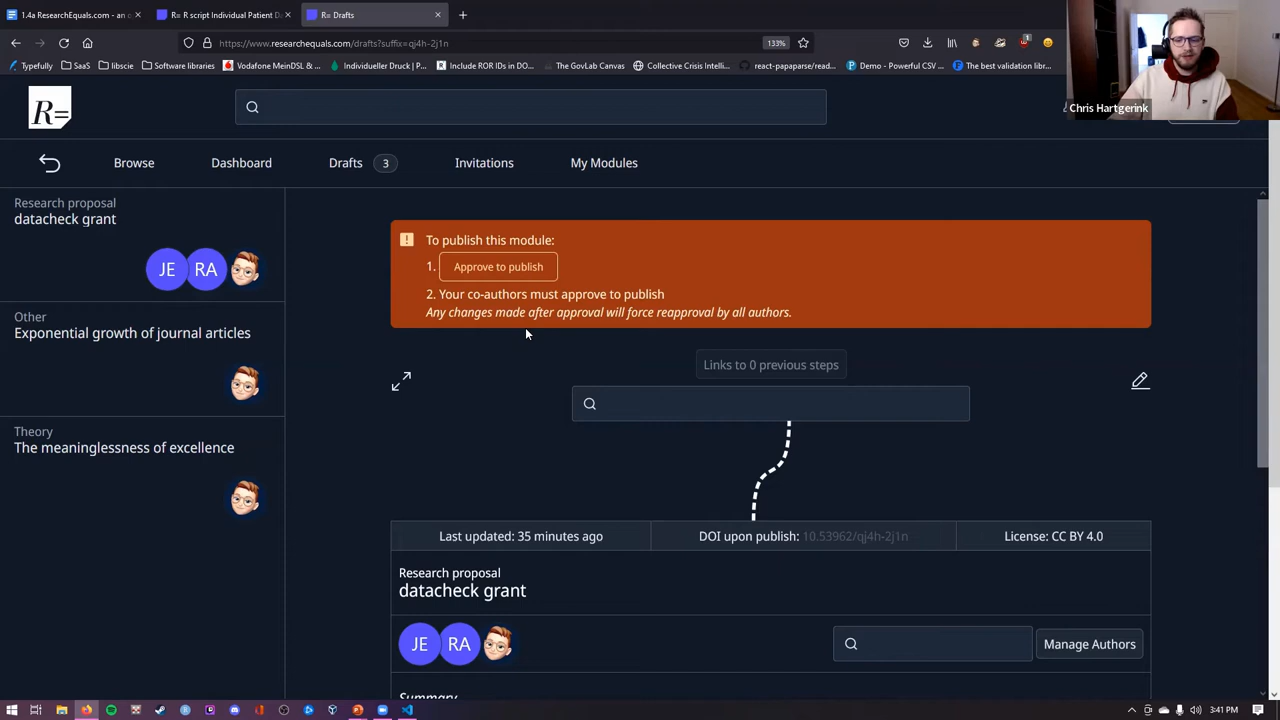 1.4a ResearchEquals.com - an o
R= R script Individual Patient Da
R= Drafts
https://www.researchequals.com/drafts?suffix=qj4h-2j1n
133%
1
Typefully
SaaS
libscie
Software libraries
Vodafone MeinDSL &...
Individueller Druck |...
Include ROR IDs in DO...
The GovLab Canvas
Collective Crisis Intelli...
react-papaparse/read...
Demo - Powerful CSV ...
The best validation libr...
Chris Hartgerink
R=
Browse
Dashboard
Drafts
3
Invitations
My Modules
Research proposal
datacheck grant
JE
RA
Other
Exponential growth of journal articles
Theory
The meaninglessness of excellence
!
To publish this module:
1. Approve to publish
2. Your co-authors must approve to publish
Any changes made after approval will force reapproval by all authors.
Links to 0 previous steps
Last updated: 35 minutes ago
DOI upon publish: 10.53962/qj4h-2j1n
License: CC BY 4.0
Research proposal
datacheck grant
JE
RA
Manage Authors
Summary
3:41 PM